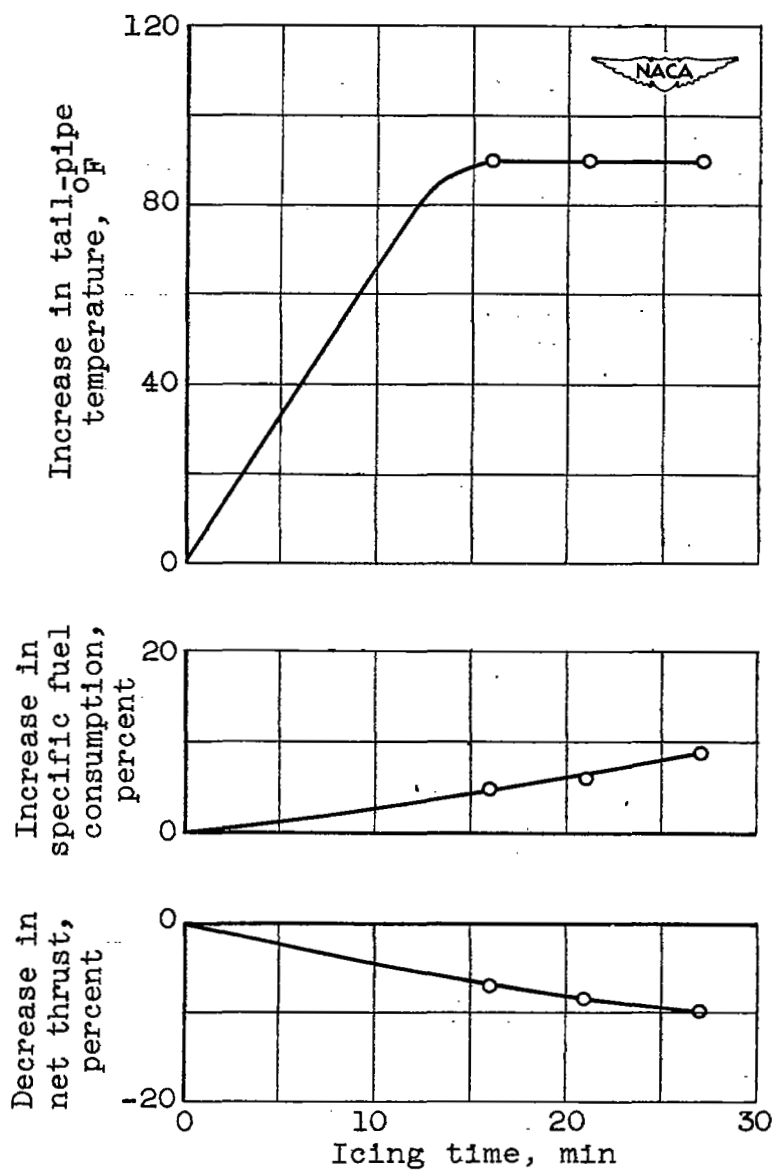 120
NACA
Increase in tail-pipe
temperature, °F
80
40
0
Increase in
specific fuel
consumption,
percent
20
10
0
Decrease in
net thrust,
percent
0
-20
0
10
20
30
Icing time, min